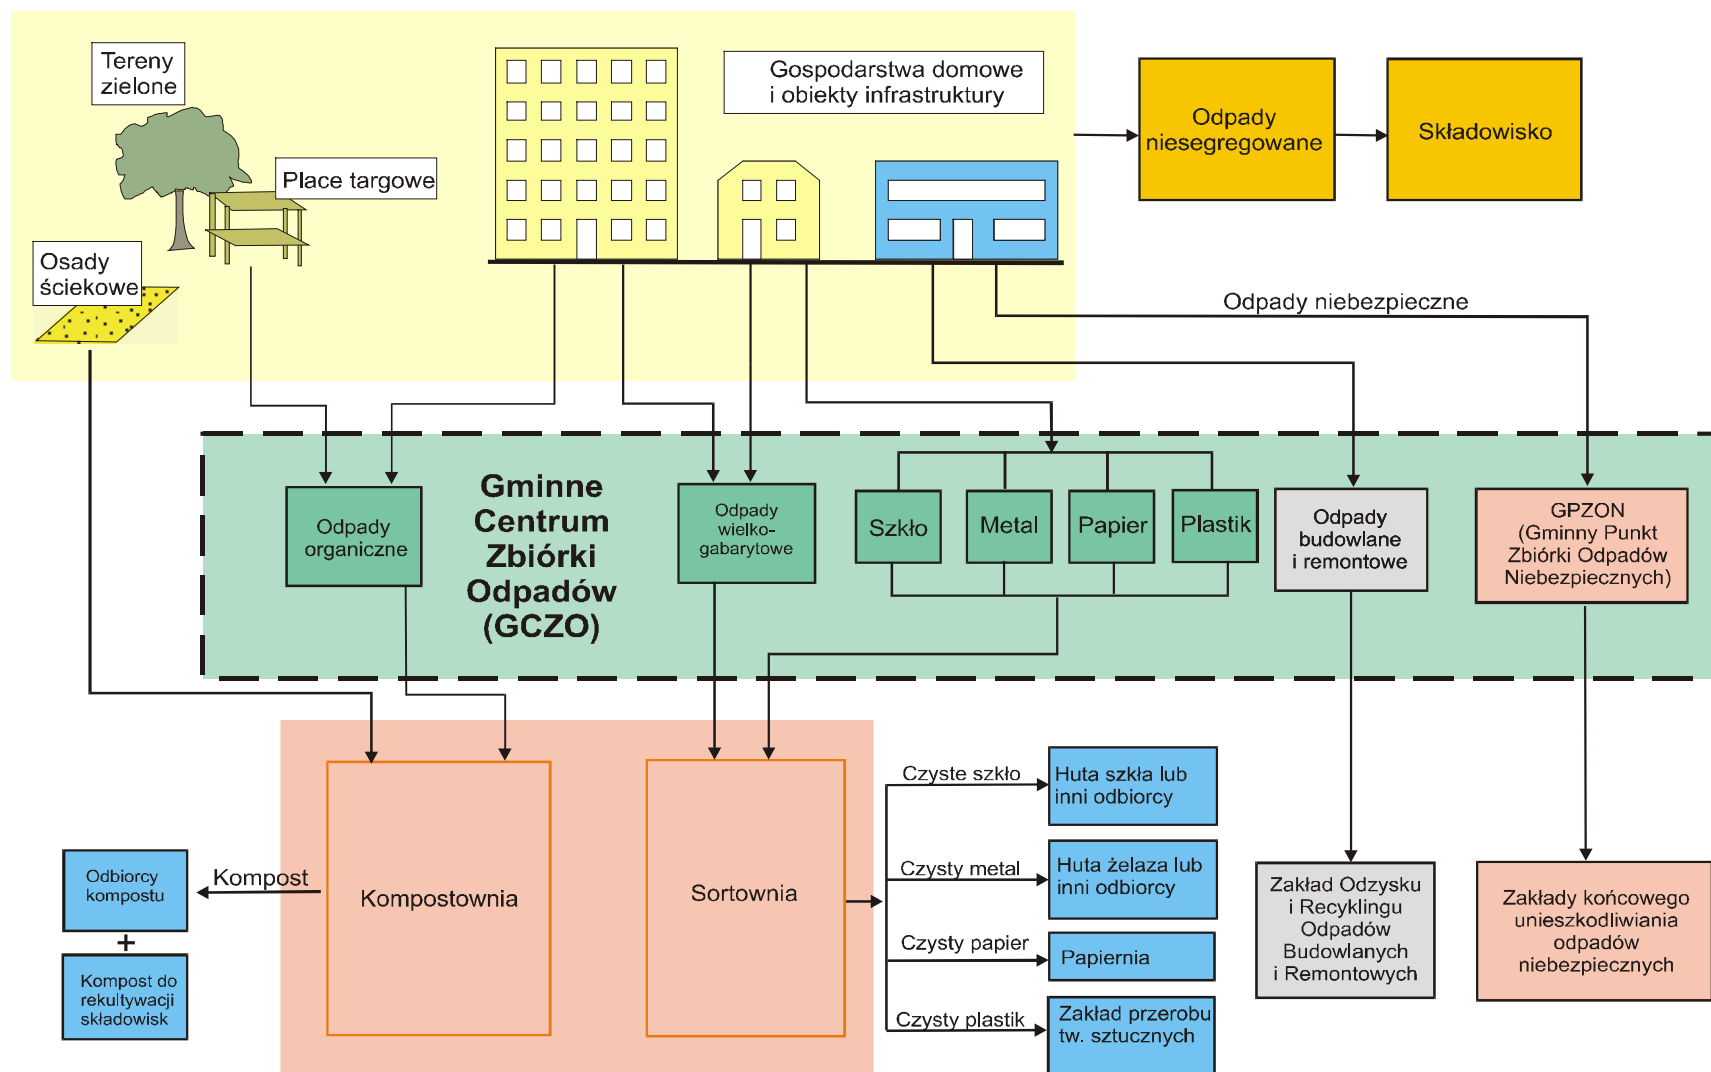 Tereny
zielone
Gospodarstwa domowe
i obiekty infrastruktury
Odpady
niesegregowane
Składowisko
Place targowe
Osady
ściekowe
Odpady niebezpieczne
Odpady
organiczne
Gminne
Centrum
Zbiórki
Odpadów
(GCZO)
Odpady
wielko-
gabarytowe
Szkło
Metal
Papier
Plastik
Odpady
budowlane
i remontowe
GPZON
(Gminny Punkt
Zbiórki Odpadów
Niebezpiecznych)
Kompostownia
Sortownia
Kompost
Odbiorcy
kompostu
+
Kompost do
rekultywacji
składowisk
Czyste szkło
Huta szkła lub
inni odbiorcy
Czysty metal
Huta żelaza lub
inni odbiorcy
Czysty papier
Papiernia
Czysty plastik
Zakład przerobu
tw. sztucznych
Zakład Odzysku
i Recyklingu
Odpadów
Budowlanych
i Remontowych
Zakłady końcowego
unieszkodliwiania
odpadów
niebezpiecznych